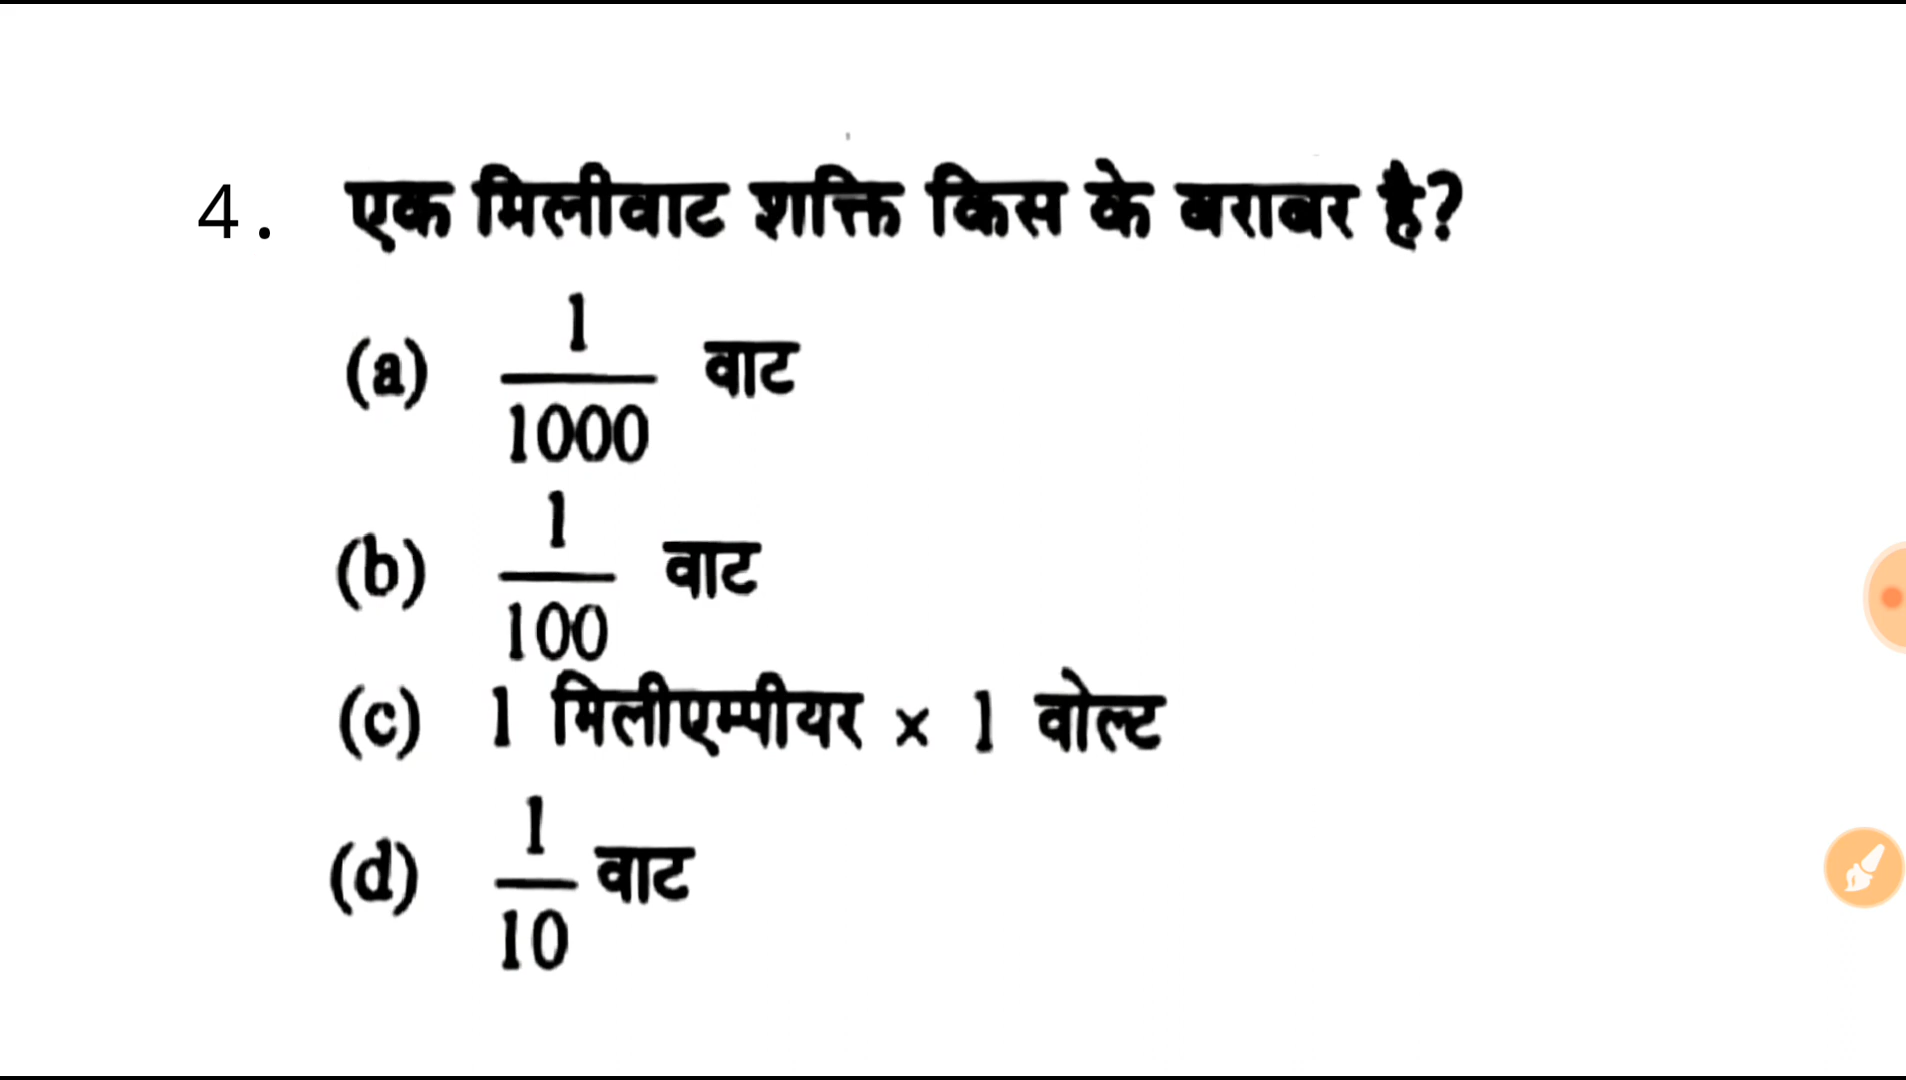 4. एक मिलीवाट शक्ति किस के बराबर है?
(a) 1/1000 वाट
(b) 1/100 वाट
(c) 1 मिलीएम्पीयर × 1 वोल्ट
(d) 1/10 वाट